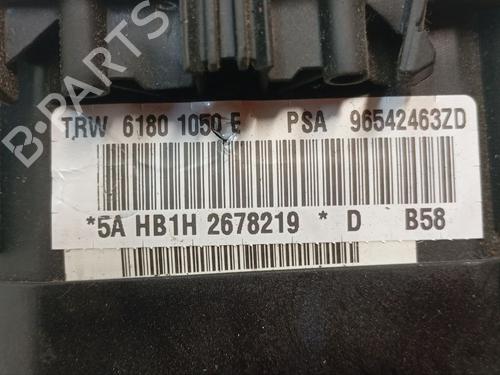 B-PARTS
TRW 6180 1050 E PSA 96542463ZD
*5A HB1H 2678219 * D B58